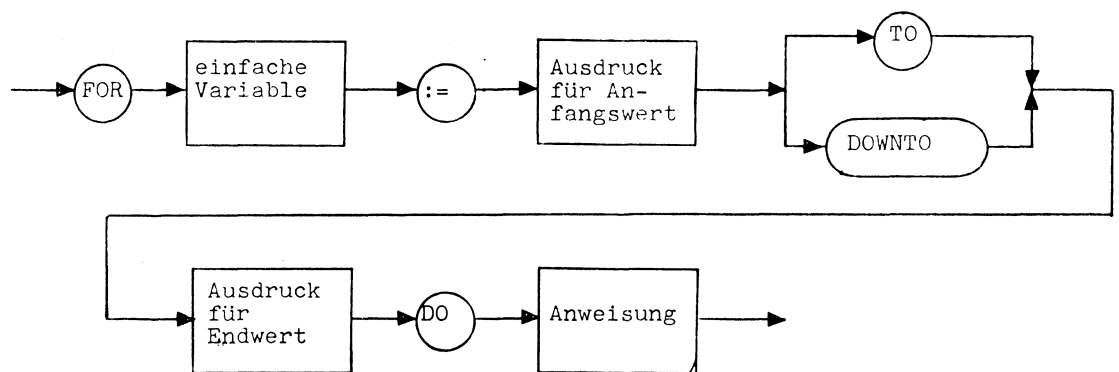 FOR
einfache
Variable
:=
Ausdruck
für An-
fangswert
TO
DOWNTO
Ausdruck
für
Endwert
DO
Anweisung